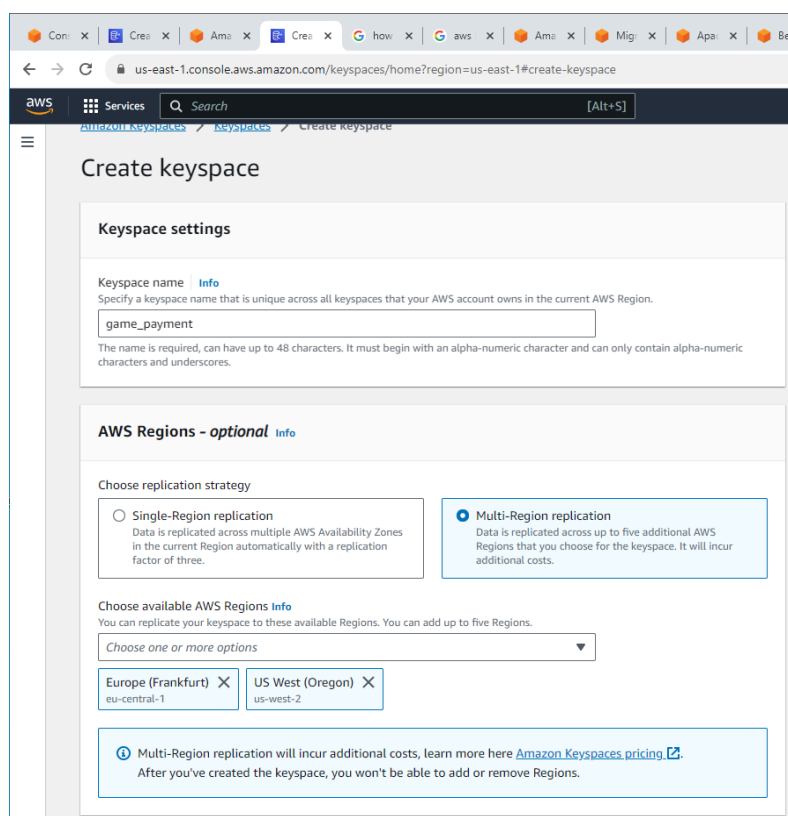 Con:
Crea
Ama
Crea
how
aws
Ama
Migr
Apac
Be
us-east-1.console.aws.amazon.com/keyspaces/home?region=us-east-1#create-keyspace
aws
Services
Search
[Alt+S]
Amazon Keyspaces > Keyspaces > Create keyspace
Create keyspace
Keyspace settings
Keyspace name Info
Specify a keyspace name that is unique across all keyspaces that your AWS account owns in the current AWS Region.
game_payment
The name is required, can have up to 48 characters. It must begin with an alpha-numeric character and can only contain alpha-numeric
characters and underscores.
AWS Regions - optional Info
Choose replication strategy
Single-Region replication
Data is replicated across multiple AWS Availability Zones
in the current Region automatically with a replication
factor of three.
Multi-Region replication
Data is replicated across up to five additional AWS
Regions that you choose for the keyspace. It will incur
additional costs.
Choose available AWS Regions Info
You can replicate your keyspace to these available Regions. You can add up to five Regions.
Choose one or more options
Europe (Frankfurt)
eu-central-1
US West (Oregon)
us-west-2
Multi-Region replication will incur additional costs, learn more here Amazon Keyspaces pricing.
After you've created the keyspace, you won't be able to add or remove Regions.